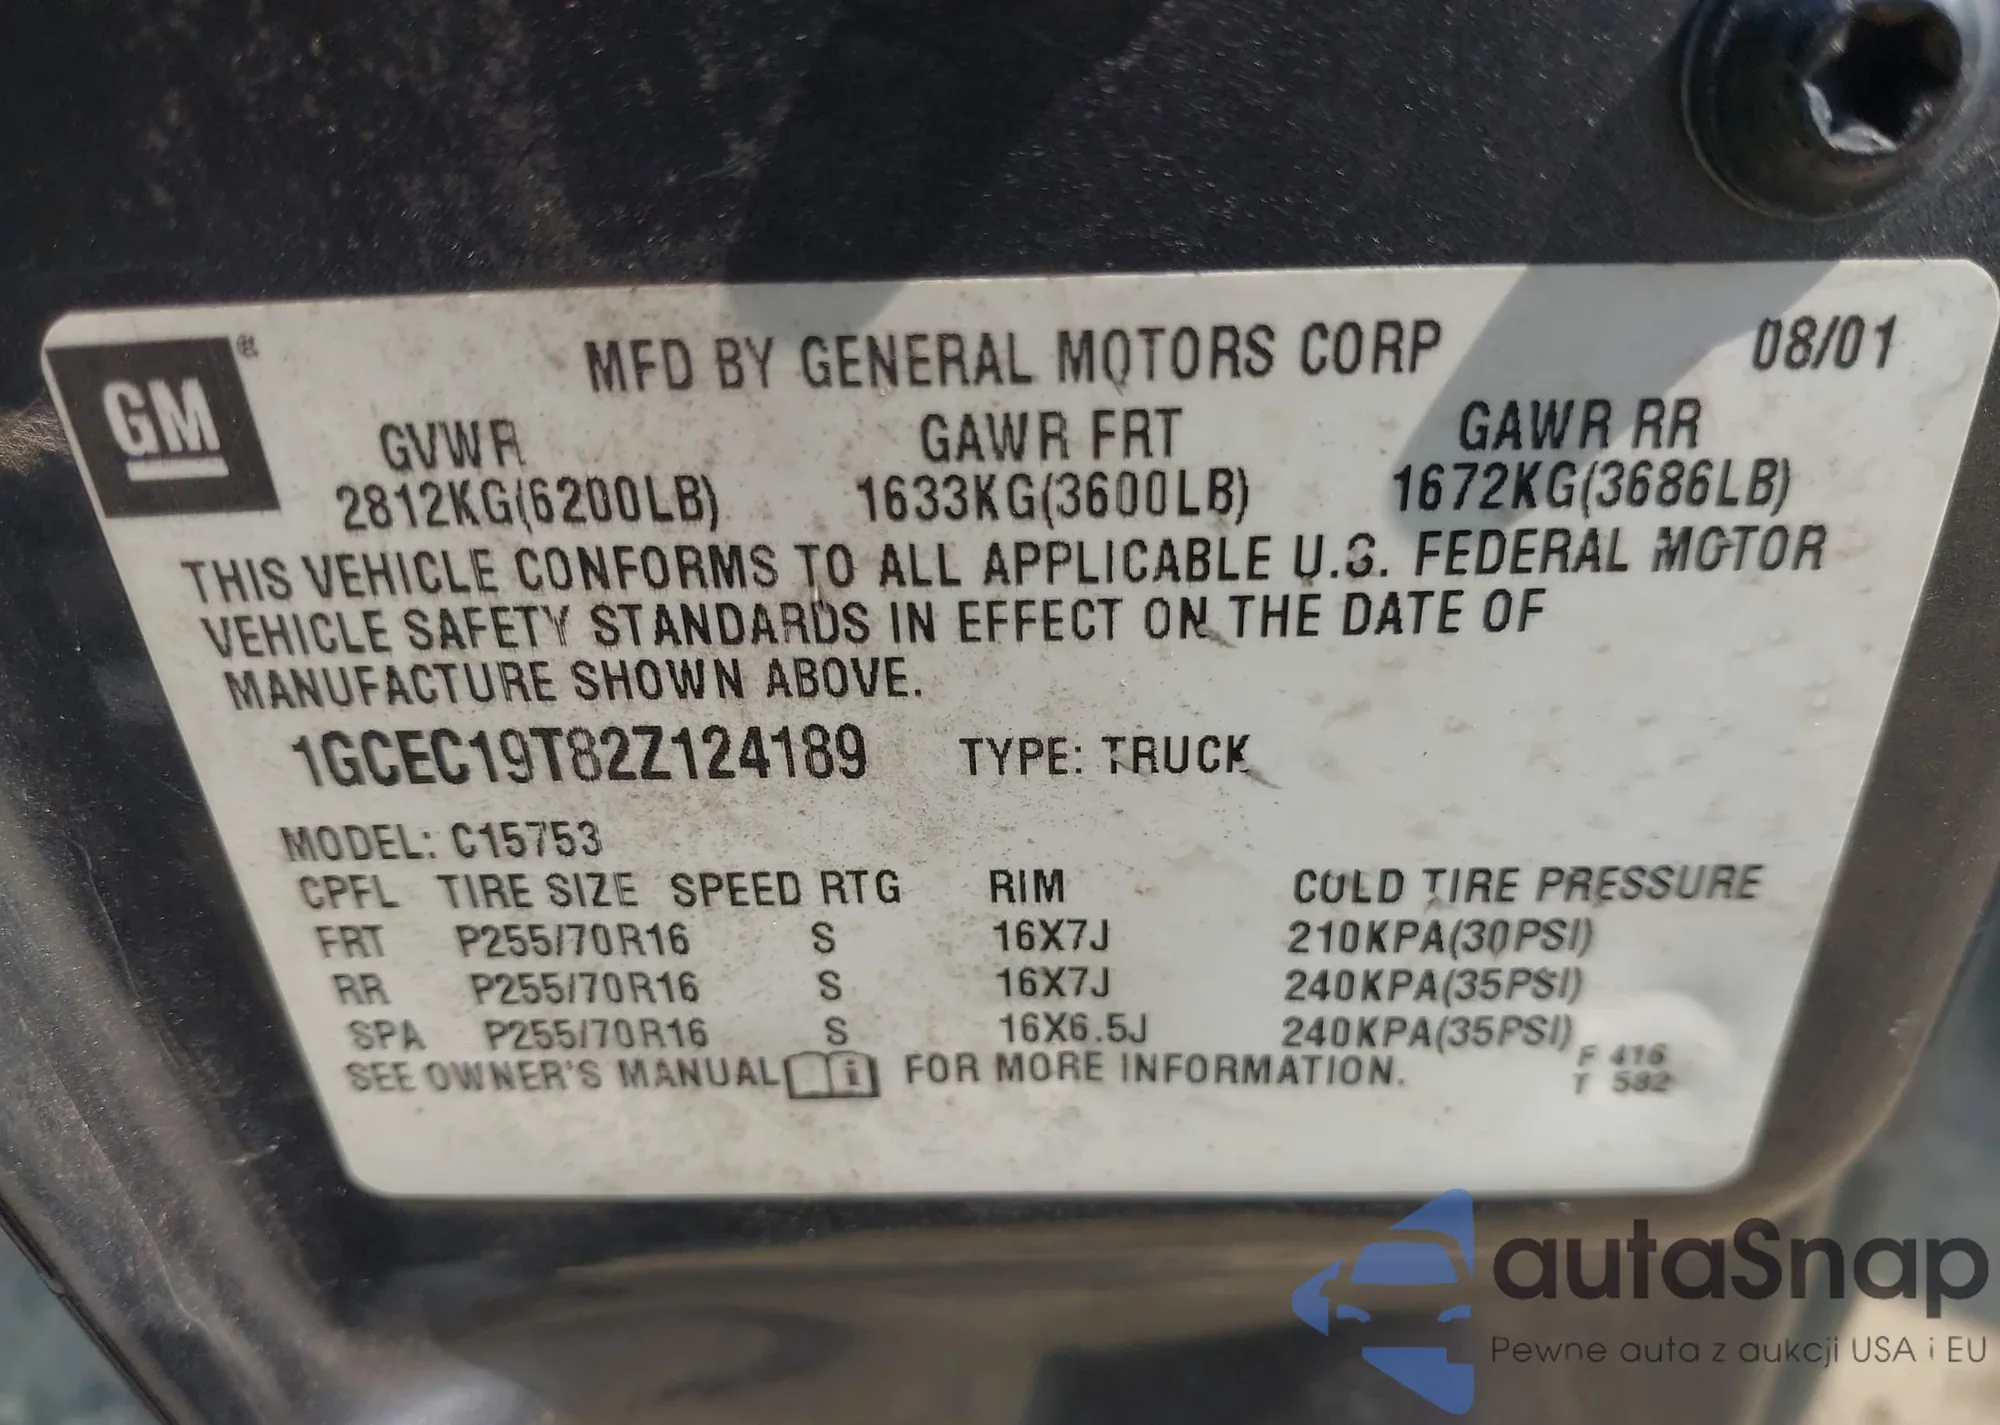 GM®
MFD BY GENERAL MOTORS CORP 08/01
GVWR GAWR FRT GAWR RR
2812KG(6200LB) 1633KG(3600LB) 1672KG(3686LB)
THIS VEHICLE CONFORMS TO ALL APPLICABLE U.S. FEDERAL MOTOR
VEHICLE SAFETY STANDARDS IN EFFECT ON THE DATE OF
MANUFACTURE SHOWN ABOVE.
1GCEC19T82Z124189 TYPE: TRUCK
MODEL: C15753
CPFL TIRE SIZE SPEED RTG RIM COLD TIRE PRESSURE
FRT P255/70R16 S 16X7J 210KPA(30PSI)
RR P255/70R16 S 16X7J 240KPA(35PSI)
SPA P255/70R16 S 16X6.5J 240KPA(35PSI)
SEE OWNER'S MANUAL FOR MORE INFORMATION.
F 416
T 582
autaSnap
Pewne auta z aukcji USA i EU